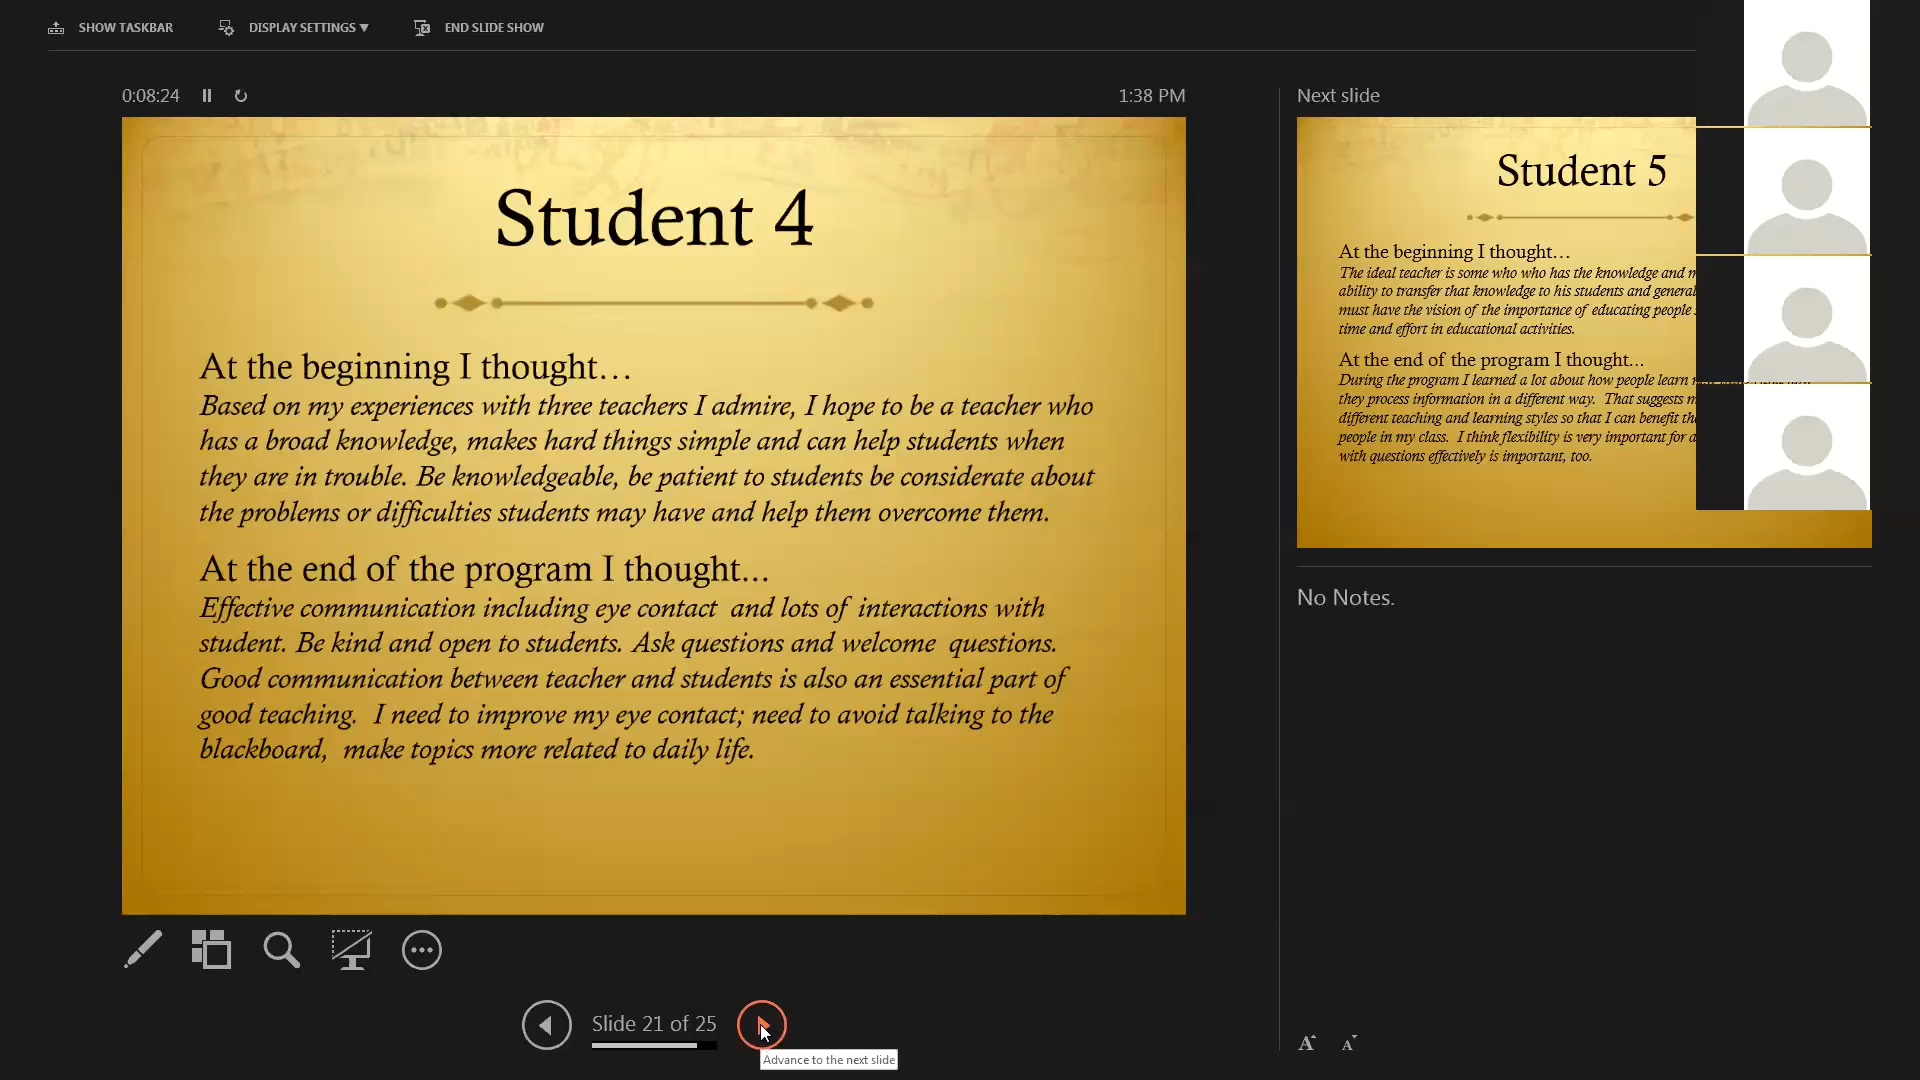 SHOW TASKBAR
DISPLAY SETTINGS
END SLIDE SHOW
0:08:24
1:38 PM
Student 4
At the beginning I thought…
Based on my experiences with three teachers I admire, I hope to be a teacher who
has a broad knowledge, makes hard things simple and can help students when
they are in trouble. Be knowledgeable, be patient to students be considerate about
the problems or difficulties students may have and help them overcome them.
At the end of the program I thought...
Effective communication including eye contact and lots of interactions with
student. Be kind and open to students. Ask questions and welcome questions.
Good communication between teacher and students is also an essential part of
good teaching. I need to improve my eye contact; need to avoid talking to the
blackboard, make topics more related to daily life.
Slide 21 of 25
Advance to the next slide
Next slide
Student 5
At the beginning I thought…
The ideal teacher is some who who has the knowledge and
ability to transfer that knowledge to his students and general
must have the vision of the importance of educating people
time and effort in educational activities.
At the end of the program I thought...
During the program I learned a lot about how people learn
they process information in a different way. That suggests
different teaching and learning styles so that I can benefit
people in my class. I think flexibility is very important for
with questions effectively is important, too.
No Notes.
A A